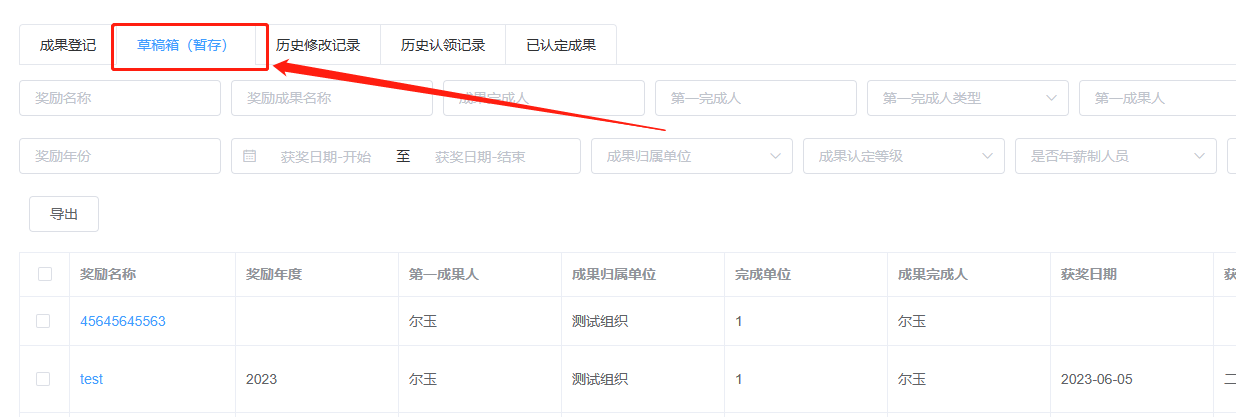 成果登记 草稿箱（暂存） 历史修改记录 历史认领记录 已认定成果
奖励名称 奖励成果名称 成果完成人 第一完成人 第一完成人类型 第一成果人
奖励年份 获奖日期-开始 至 获奖日期-结束 成果归属单位 成果认定等级 是否年薪制人员
导出
奖励名称 奖励年度 第一成果人 成果归属单位 完成单位 成果完成人 获奖日期
45645645563 尔玉 测试组织 1 尔玉
test 2023 尔玉 测试组织 1 尔玉 2023-06-05 二